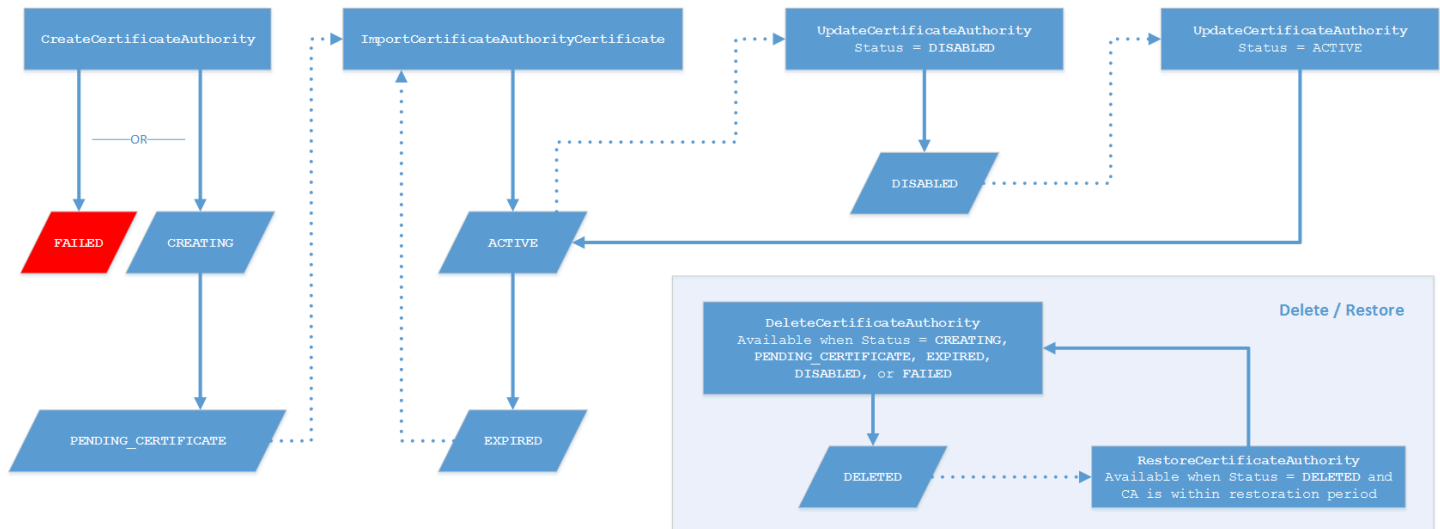 CreateCertificateAuthority
ImportCertificateAuthorityCertificate
UpdateCertificateAuthority
Status = DISABLED
UpdateCertificateAuthority
Status = ACTIVE
OR
DISABLED
FAILED
CREATING
ACTIVE
Delete / Restore
DeleteCertificateAuthority
Available when Status = CREATING,
PENDING_CERTIFICATE, EXPIRED,
DISABLED, or FAILED
PENDING_CERTIFICATE
EXPIRED
DELETED
RestoreCertificateAuthority
Available when Status = DELETED and
CA is within restoration period